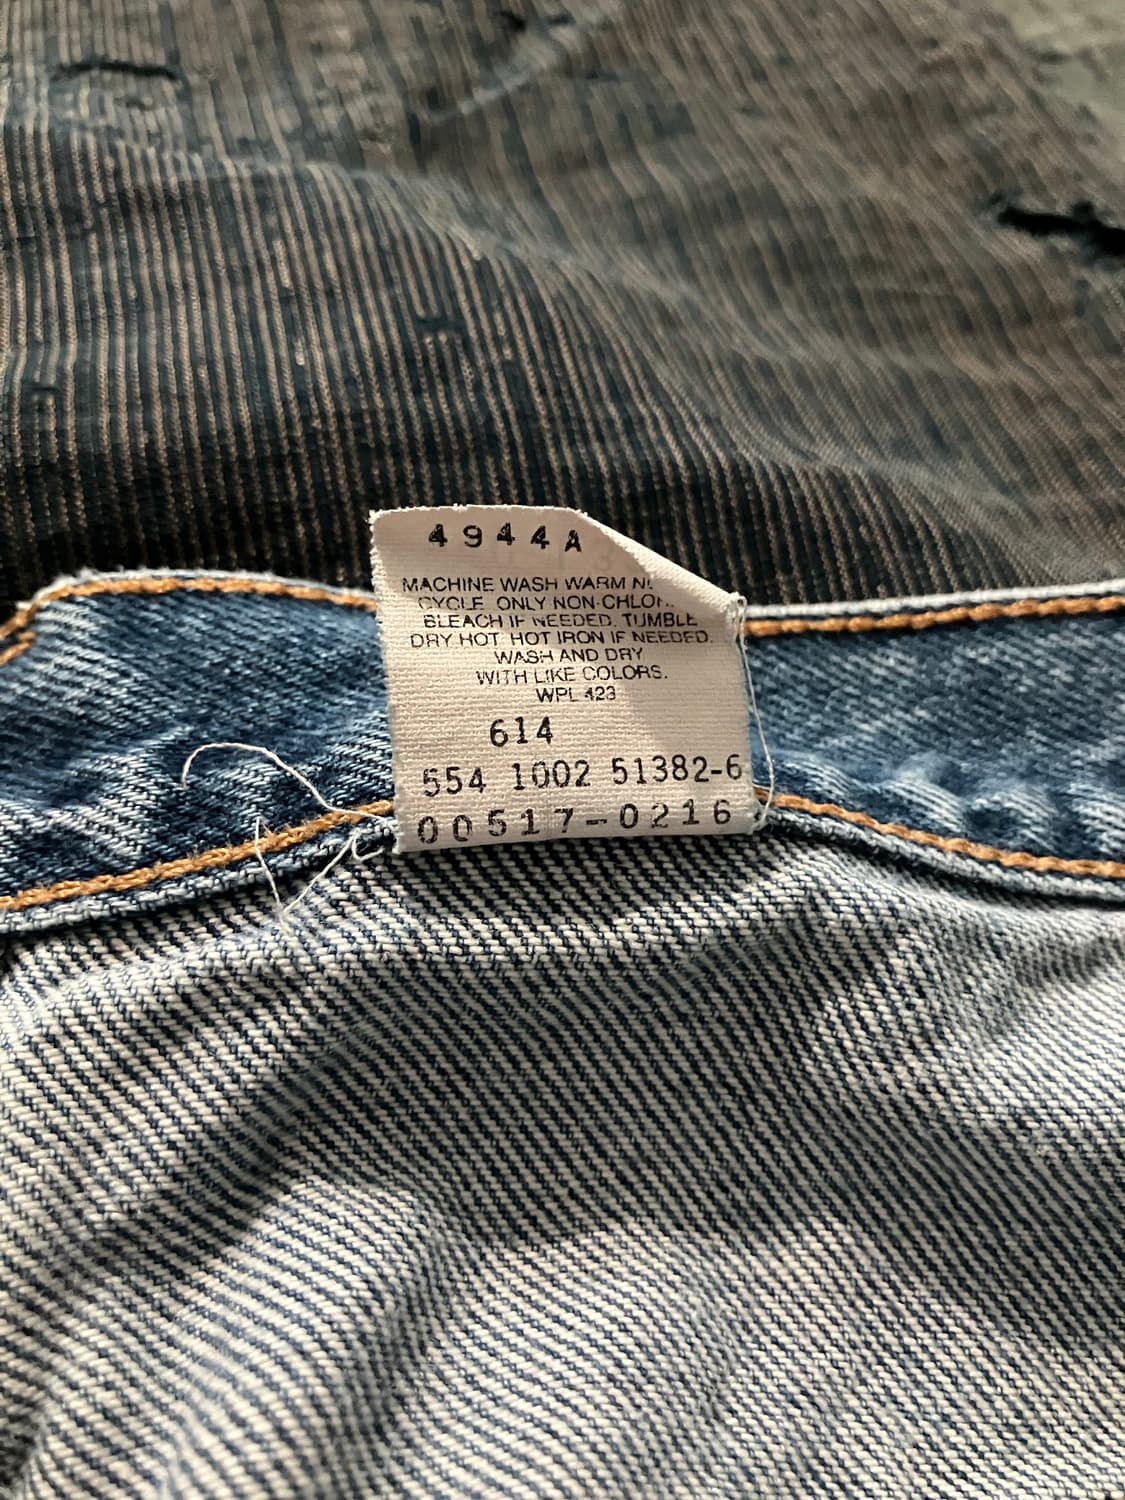 4944A
MACHINE WASH WARM
CYCLE ONLY NON-CHLOR
BLEACH IF NEEDED. TUMBLE
DRY HOT HOT IRON IF NEEDED.
WASH AND DRY
WITH LIKE COLORS.
WPL 423
614
554 1002 51382-6
00517-0216